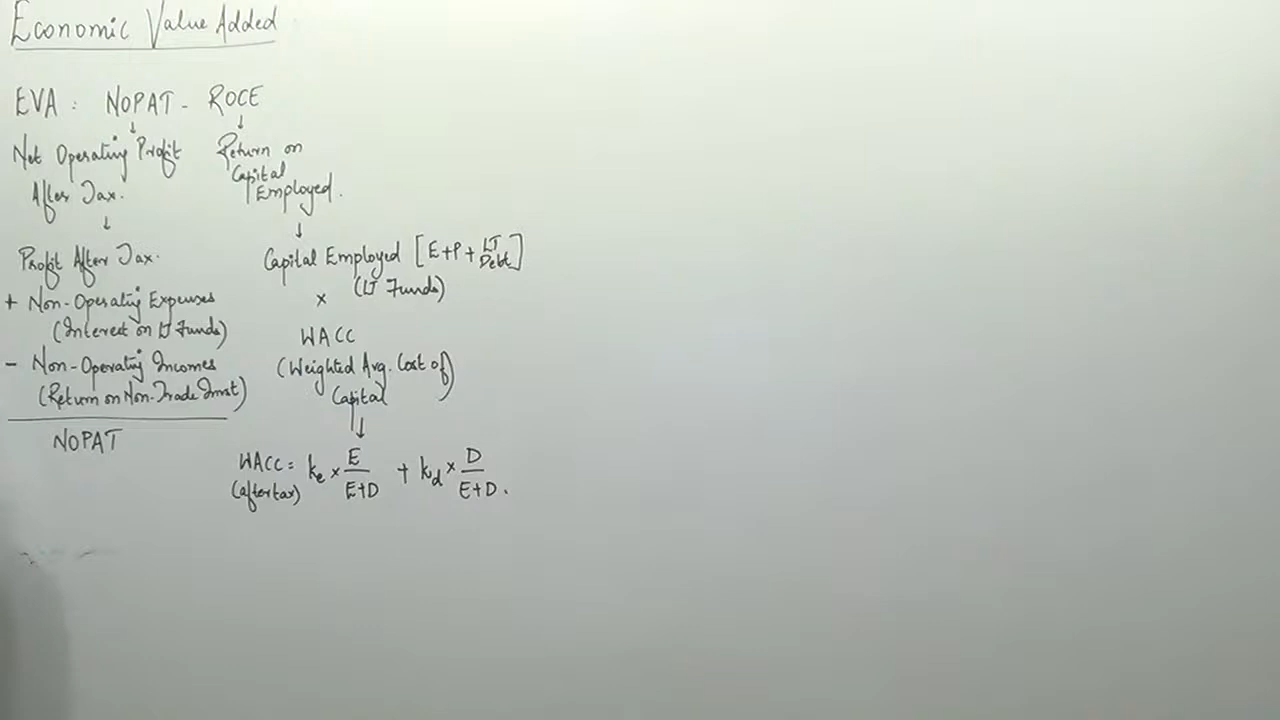 Economic Value Added
EVA : NOPAT - ROCE
↓ ↓
Net Operating Profit
After Tax.
↓
Profit After Tax.
+ Non-Operating Expenses
(Interest on LT Funds)
- Non-Operating Incomes
(Return on Non-Trade Invst)
NOPAT
Return on
Capital
Employed.
↓
Capital Employed [E+P+ LT Debt]
(LT Funds)
×
WACC
(Weighted Avg. Cost of
Capital)
↓
WACC = ke × E/E+D + kd × D/E+D.
(after tax)